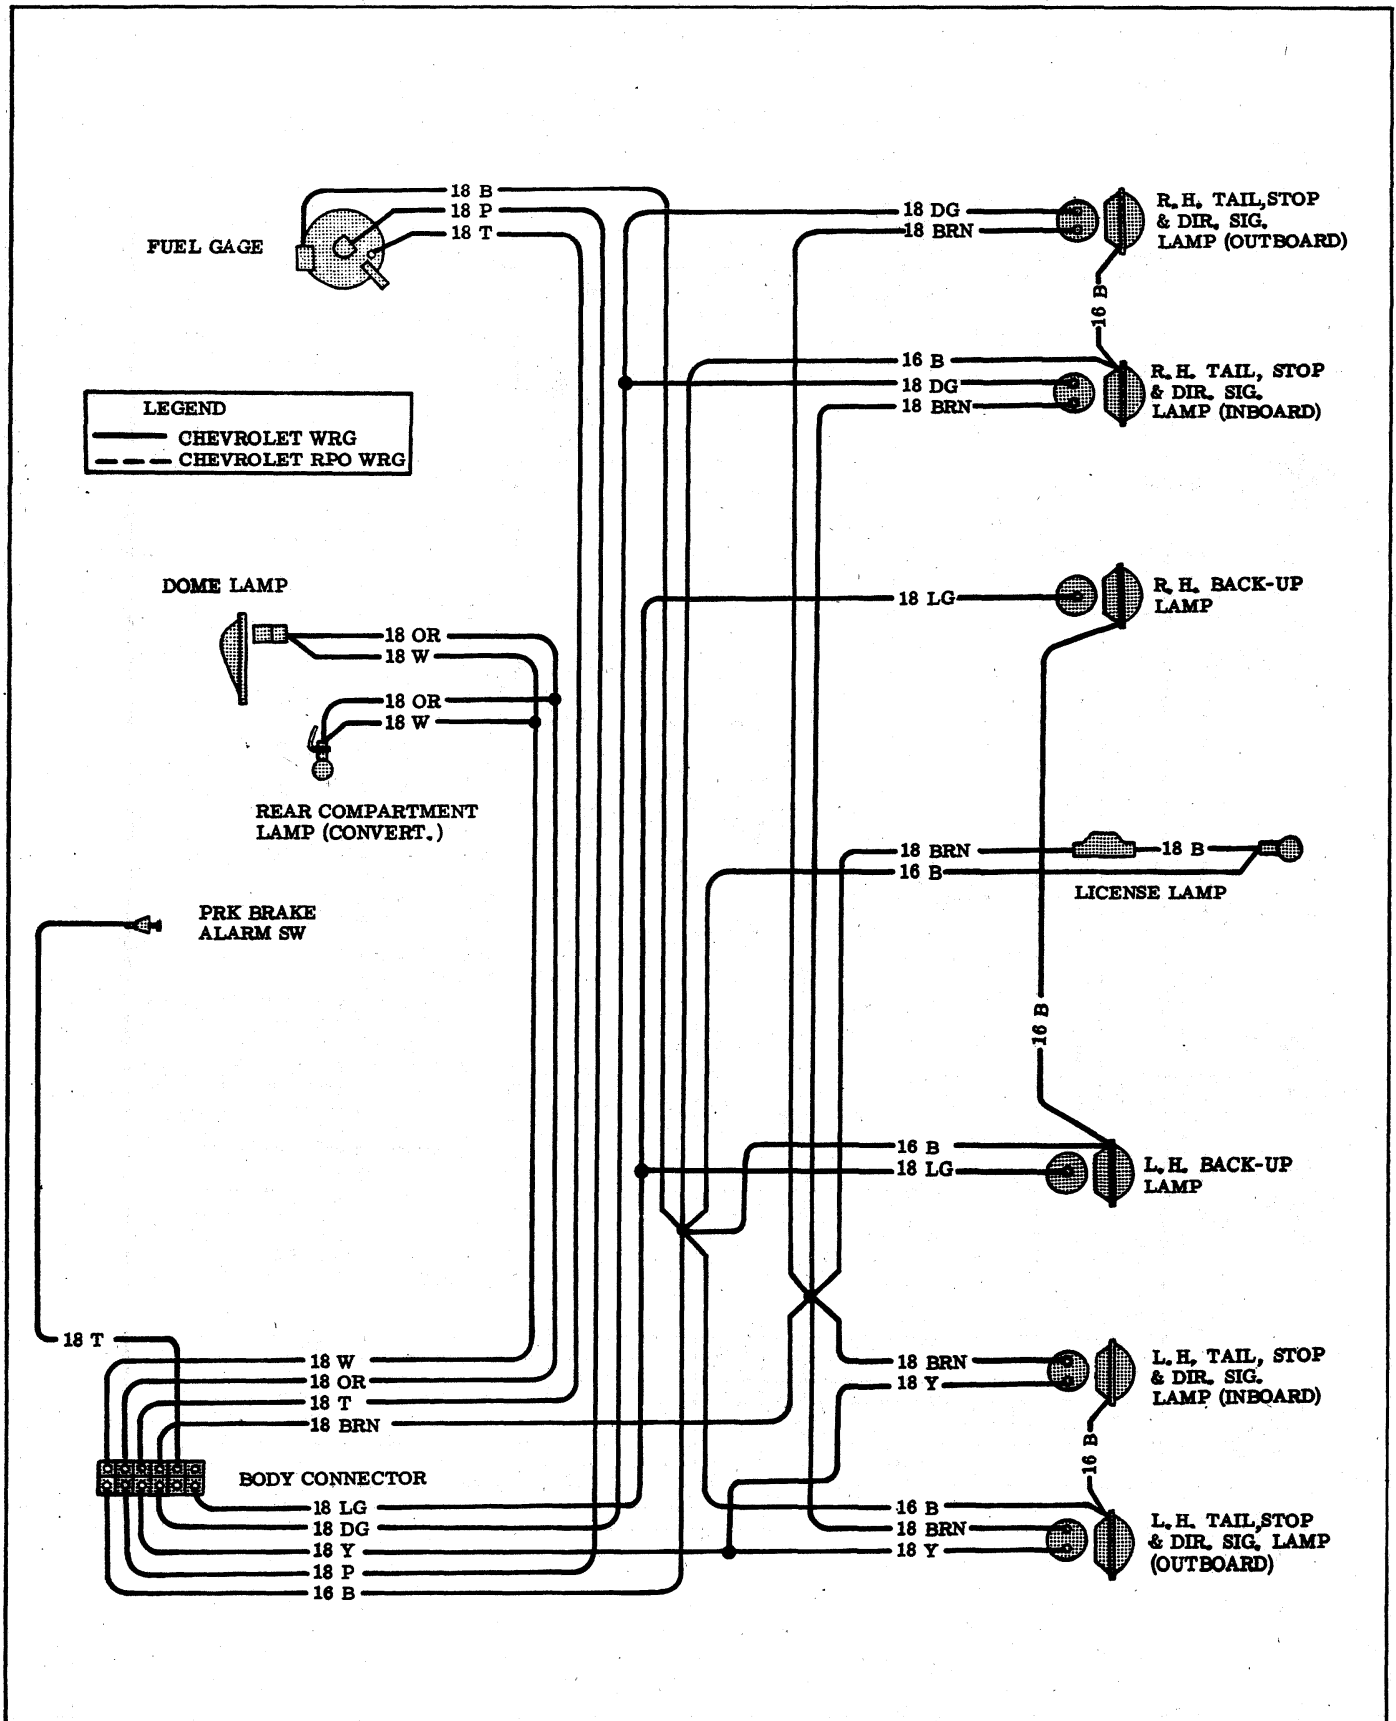 18 B
18 P
18 T
FUEL GAGE
18 DG
18 BRN
R.H. TAIL,STOP
& DIR. SIG.
LAMP (OUTBOARD)
16 B
16 B
18 DG
18 BRN
R.H. TAIL, STOP
& DIR. SIG.
LAMP (INBOARD)
LEGEND
CHEVROLET WRG
CHEVROLET RPO WRG
DOME LAMP
18 OR
18 W
18 OR
18 W
REAR COMPARTMENT
LAMP (CONVERT.)
18 LG
R.H. BACK-UP
LAMP
18 BRN
16 B
18 B
LICENSE LAMP
PRK BRAKE
ALARM SW
16 B
16 B
18 LG
L.H. BACK-UP
LAMP
18 T
18 W
18 OR
18 T
18 BRN
18 BRN
18 Y
L.H. TAIL, STOP
& DIR. SIG.
LAMP (INBOARD)
16 B
BODY CONNECTOR
18 LG
18 DG
18 Y
18 P
16 B
16 B
18 BRN
18 Y
L.H. TAIL,STOP
& DIR. SIG. LAMP
(OUTBOARD)